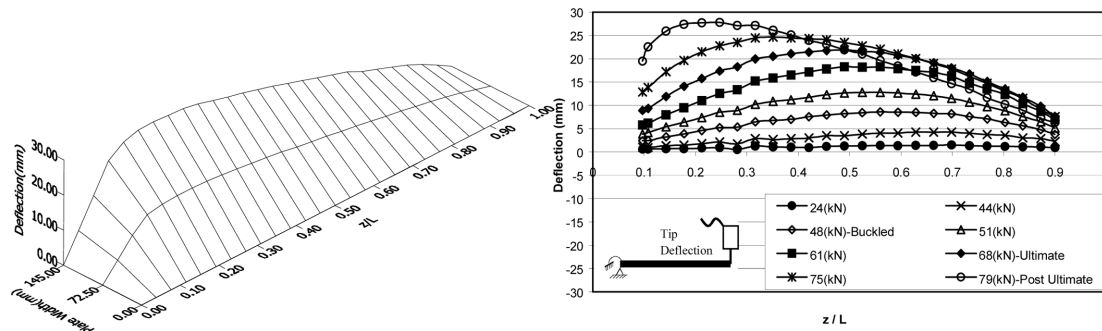 30.00
20.00
10.00
0.00
Deflection(mm)
145.00
72.50
0.00
Plate Width(mm)
0.00
0.10
0.20
0.30
0.40
0.50
0.60
0.70
0.80
0.90
1.00
z/L
30
25
20
15
10
5
0
-5
-10
-15
-20
-25
-30
Deflection (mm)
0 0.1 0.2 0.3 0.4 0.5 0.6 0.7 0.8 0.9 1
Tip
Deflection
24(kN) 44(kN)
48(kN)-Buckled 51(kN)
61(kN) 68(kN)-Ultimate
75(kN) 79(kN)-Post Ultimate
z / L